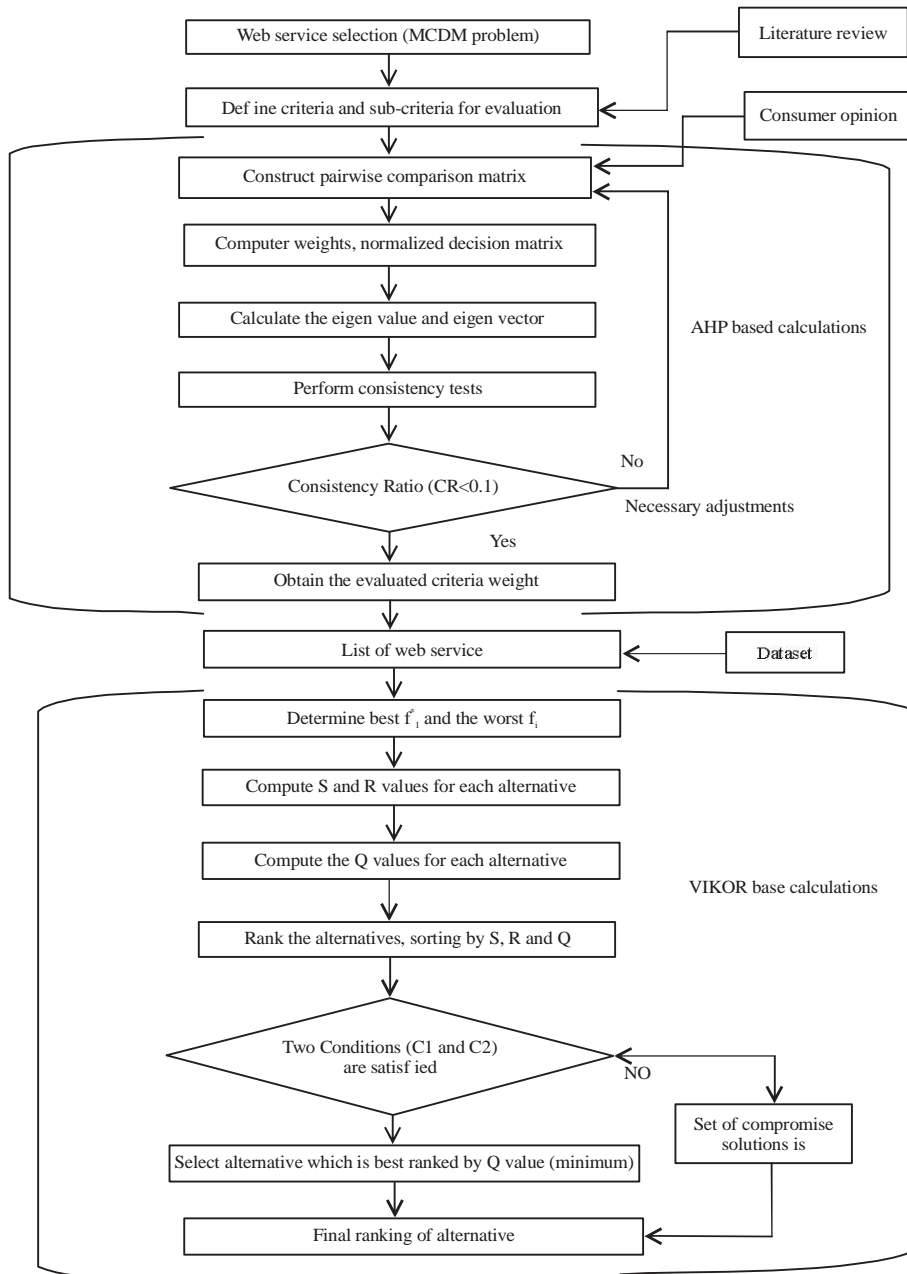 Web service selection (MCDM problem)
Literature review
Def ine criteria and sub-criteria for evaluation
Consumer opinion
Construct pairwise comparison matrix
Computer weights, normalized decision matrix
Calculate the eigen value and eigen vector
AHP based calculations
Perform consistency tests
No
Consistency Ratio (CR<0.1)
Necessary adjustments
Yes
Obtain the evaluated criteria weight
List of web service
Dataset
Determine best f*₁ and the worst fᵢ
Compute S and R values for each alternative
Compute the Q values for each alternative
VIKOR base calculations
Rank the alternatives, sorting by S, R and Q
Two Conditions (C1 and C2)
are satisf ied
NO
Set of compromise
solutions is
Select alternative which is best ranked by Q value (minimum)
Final ranking of alternative